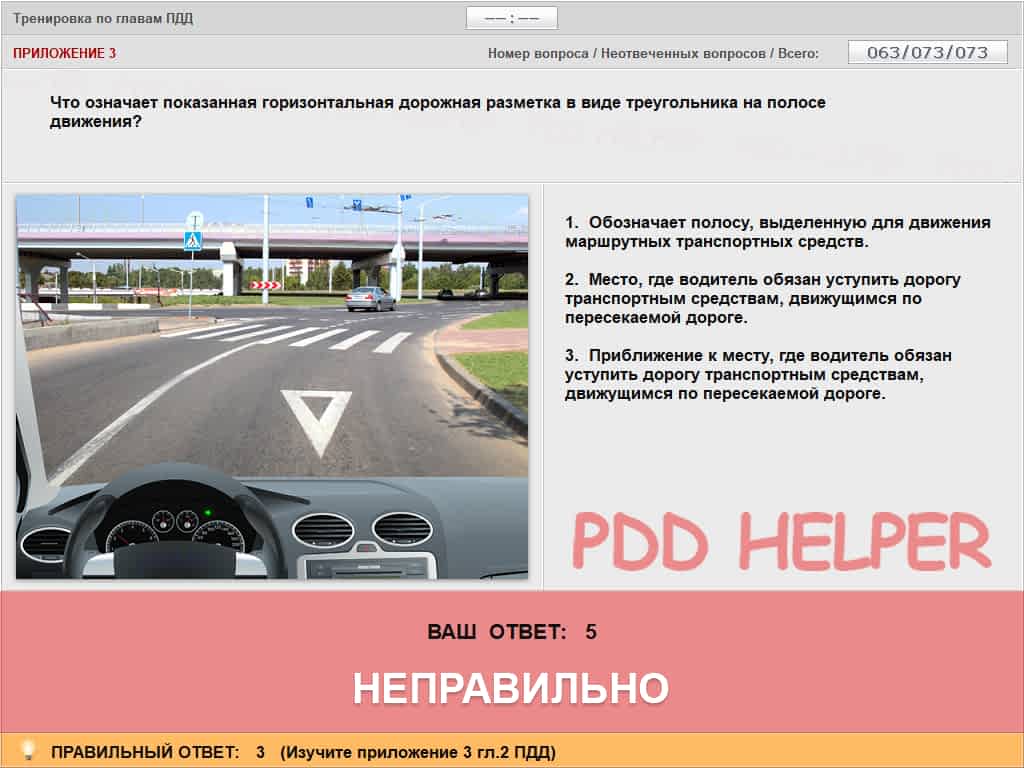 Тренировка по главам ПДД
—— : ——
ПРИЛОЖЕНИЕ 3
Номер вопроса / Неотвеченных вопросов / Всего:
063/073/073
Что означает показанная горизонтальная дорожная разметка в виде треугольника на полосе
движения?
1. Обозначает полосу, выделенную для движения
маршрутных транспортных средств.
2. Место, где водитель обязан уступить дорогу
транспортным средствам, движущимся по
пересекаемой дороге.
3. Приближение к месту, где водитель обязан
уступить дорогу транспортным средствам,
движущимся по пересекаемой дороге.
PDD HELPER
ВАШ ОТВЕТ: 5
НЕПРАВИЛЬНО
ПРАВИЛЬНЫЙ ОТВЕТ: 3 (Изучите приложение 3 гл.2 ПДД)